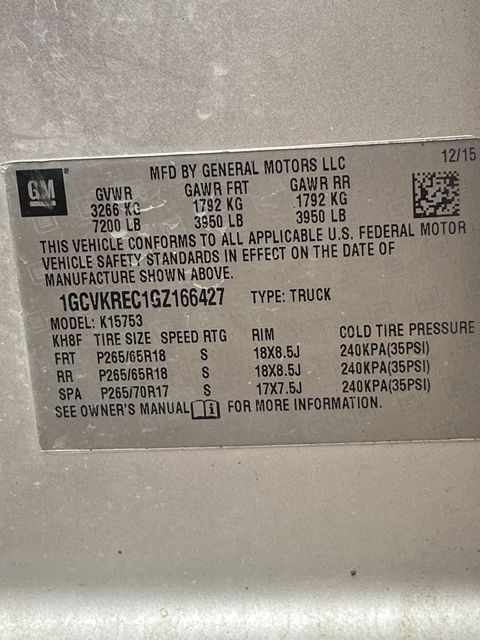 GM
MFD BY GENERAL MOTORS LLC 12/15
GVWR GAWR FRT GAWR RR
3266 KG 1792 KG 1792 KG
7200 LB 3950 LB 3950 LB
THIS VEHICLE CONFORMS TO ALL APPLICABLE U.S. FEDERAL MOTOR
VEHICLE SAFETY STANDARDS IN EFFECT ON THE DATE OF
MANUFACTURE SHOWN ABOVE.
1GCVKREC1GZ166427 TYPE: TRUCK
MODEL: K15753
KH8F TIRE SIZE SPEED RTG RIM COLD TIRE PRESSURE
FRT P265/65R18 S 18X8.5J 240KPA(35PSI)
RR P265/65R18 S 18X8.5J 240KPA(35PSI)
SPA P265/70R17 S 17X7.5J 240KPA(35PSI)
SEE OWNER'S MANUAL FOR MORE INFORMATION.